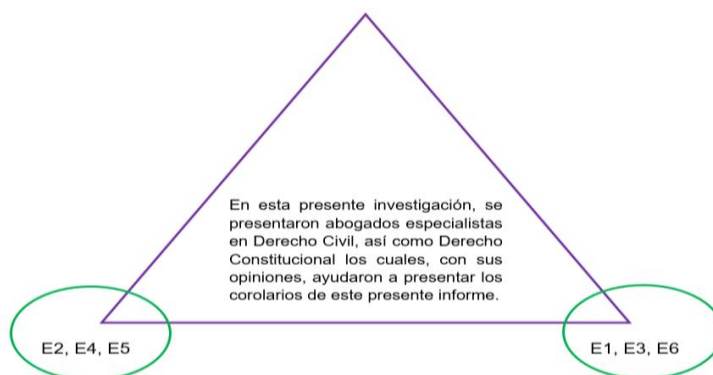 En esta presente investigación, se
presentaron abogados especialistas
en Derecho Civil, así como Derecho
Constitucional los cuales, con sus
opiniones, ayudaron a presentar los
corolarios de este presente informe.
E2, E4, E5
E1, E3, E6